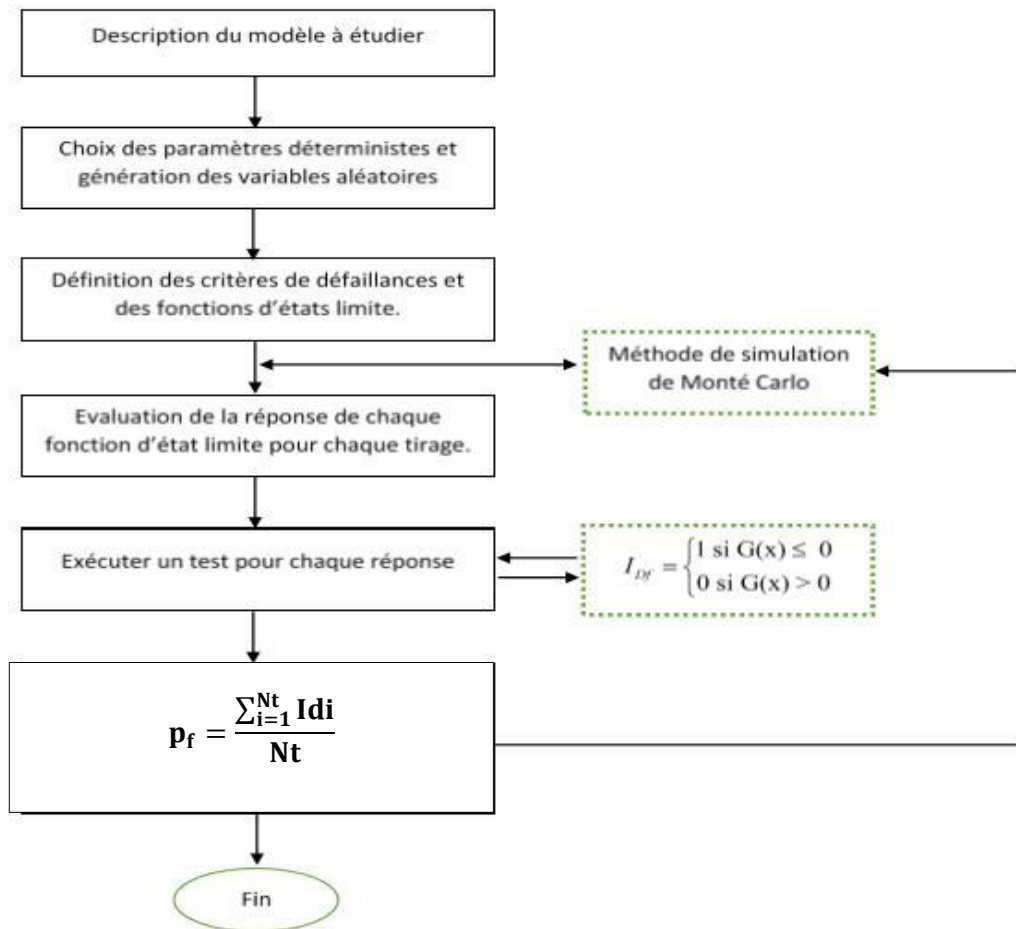 Description du modèle à étudier
Choix des paramètres déterministes et
génération des variables aléatoires
Définition des critères de défaillances et
des fonctions d'états limite.
Méthode de simulation
de Monté Carlo
Evaluation de la réponse de chaque
fonction d'état limite pour chaque tirage.
Exécuter un test pour chaque réponse
I_{Df} = {1 si G(x) ≤ 0
0 si G(x) > 0
p_f = \frac{∑_{i=1}^{Nt} Idi}{Nt}
Fin